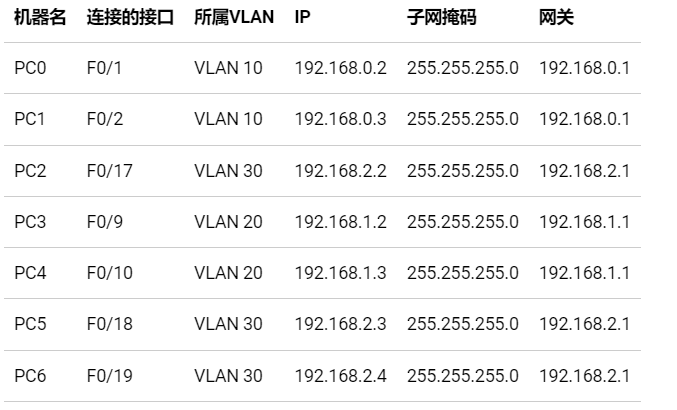 机器名 连接的接口 所属VLAN IP 子网掩码 网关
PC0 F0/1 VLAN 10 192.168.0.2 255.255.255.0 192.168.0.1
PC1 F0/2 VLAN 10 192.168.0.3 255.255.255.0 192.168.0.1
PC2 F0/17 VLAN 30 192.168.2.2 255.255.255.0 192.168.2.1
PC3 F0/9 VLAN 20 192.168.1.2 255.255.255.0 192.168.1.1
PC4 F0/10 VLAN 20 192.168.1.3 255.255.255.0 192.168.1.1
PC5 F0/18 VLAN 30 192.168.2.3 255.255.255.0 192.168.2.1
PC6 F0/19 VLAN 30 192.168.2.4 255.255.255.0 192.168.2.1